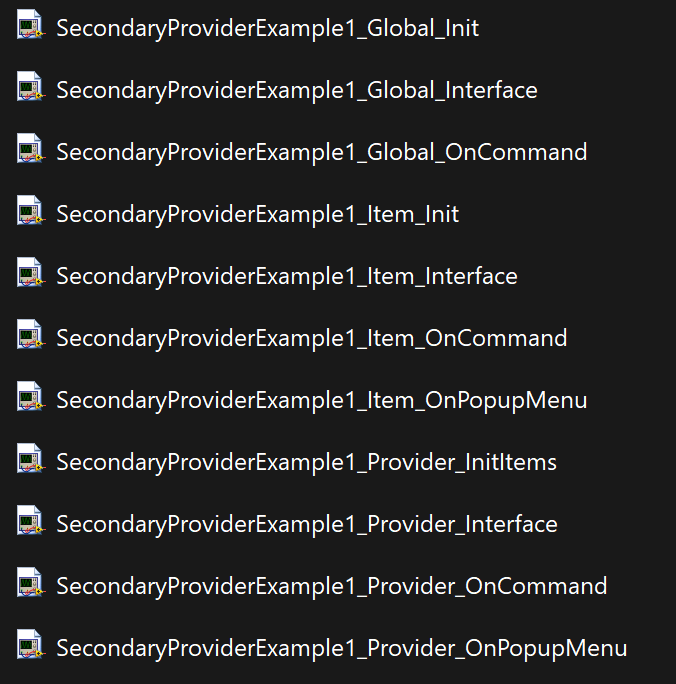 SecondaryProviderExample1_Global_Init
SecondaryProviderExample1_Global_Interface
SecondaryProviderExample1_Global_OnCommand
SecondaryProviderExample1_Item_Init
SecondaryProviderExample1_Item_Interface
SecondaryProviderExample1_Item_OnCommand
SecondaryProviderExample1_Item_OnPopupMenu
SecondaryProviderExample1_Provider_InitItems
SecondaryProviderExample1_Provider_Interface
SecondaryProviderExample1_Provider_OnCommand
SecondaryProviderExample1_Provider_OnPopupMenu